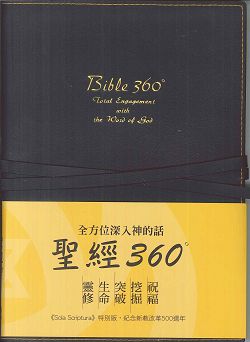 Bible 360°
Total Engagement
with
the Word of God
全方位深入神的話
聖經360°
靈修 生命 突破 挖掘 祝福
《Sola Scriptura》特別版，紀念新教改革500週年